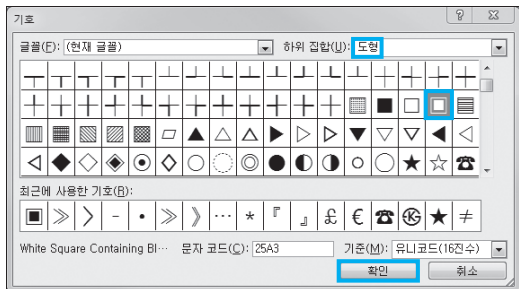 기호
글꼴(F): (현재 글꼴) 하위 집합(U): 도형
최근에 사용한 기호(R):
▣ ≫ 〉 - • ≫ 》 … * 『 』 £ € ☎ ㉿ ★ ≠
White Square Containing Bl… 문자 코드(C): 25A3 기준(M): 유니코드(16진수)
확인 취소